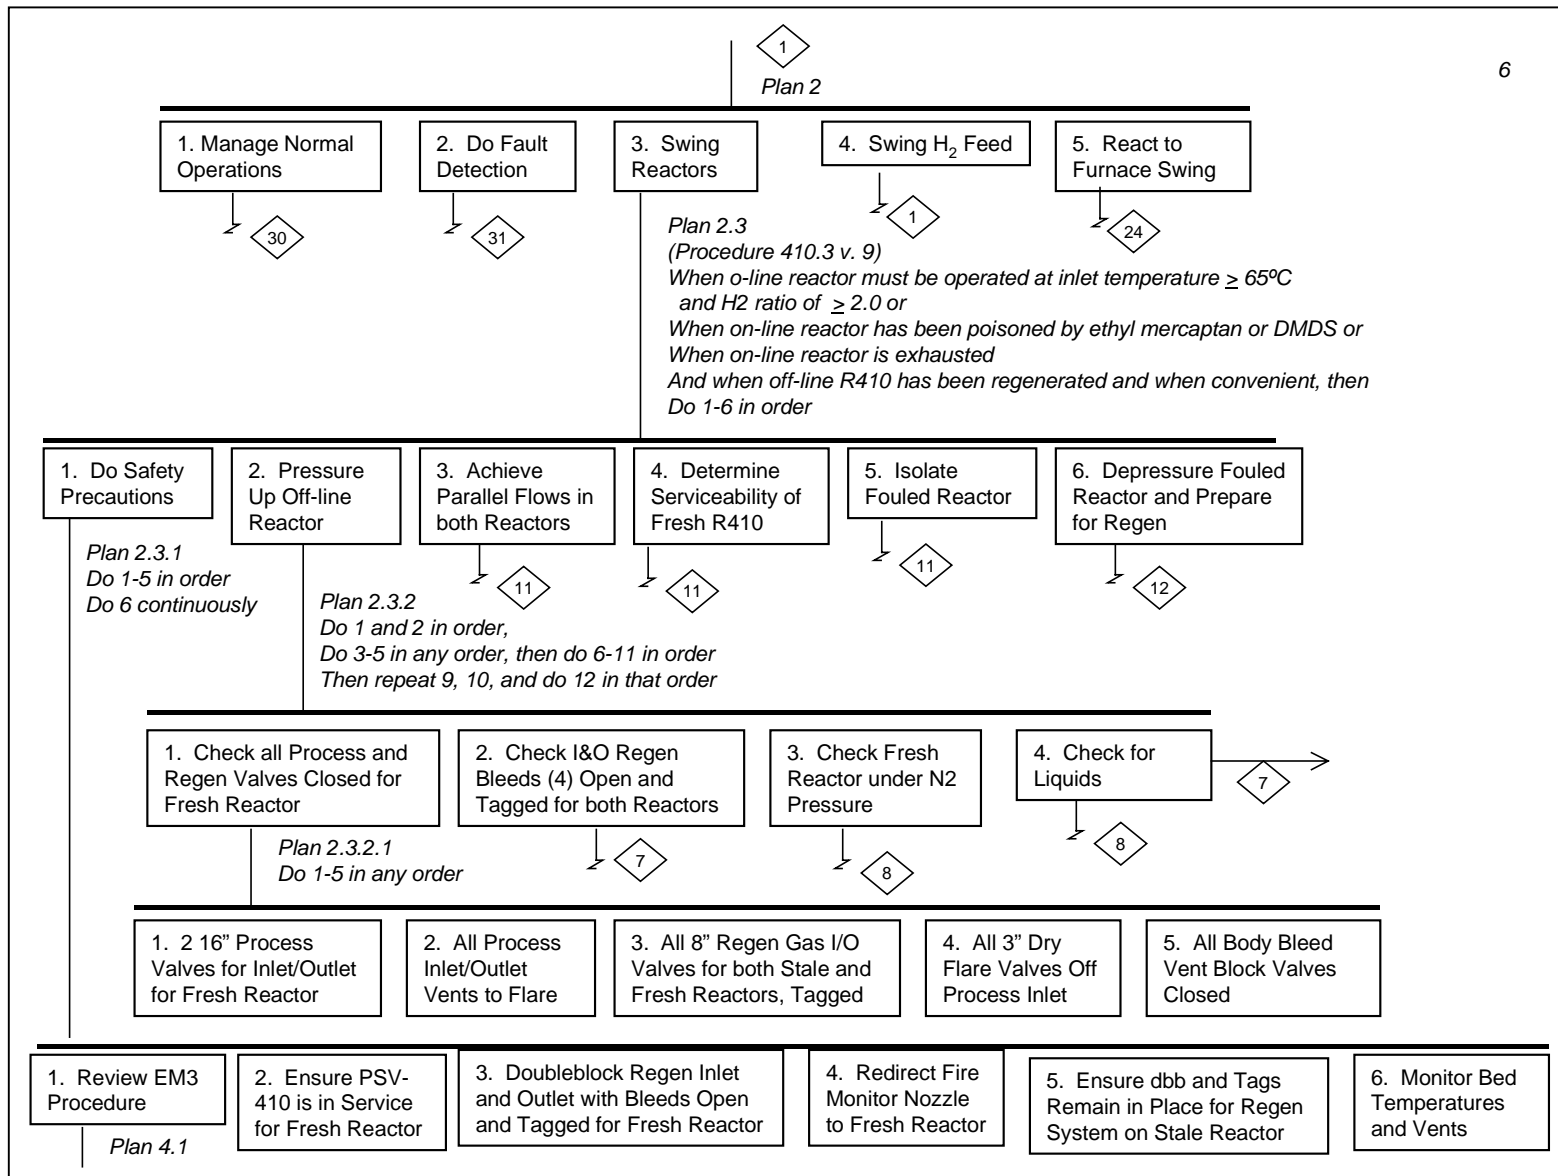 1
Plan 2
6
1. Manage Normal
Operations
2. Do Fault
Detection
3. Swing
Reactors
4. Swing H2 Feed
5. React to
Furnace Swing
30
31
1
24
Plan 2.3
(Procedure 410.3 v. 9)
When o-line reactor must be operated at inlet temperature ≥ 65ºC
and H2 ratio of ≥ 2.0 or
When on-line reactor has been poisoned by ethyl mercaptan or DMDS or
When on-line reactor is exhausted
And when off-line R410 has been regenerated and when convenient, then
Do 1-6 in order
1. Do Safety
Precautions
2. Pressure
Up Off-line
Reactor
3. Achieve
Parallel Flows in
both Reactors
4. Determine
Serviceability of
Fresh R410
5. Isolate
Fouled Reactor
6. Depressure Fouled
Reactor and Prepare
for Regen
11
11
11
12
Plan 2.3.1
Do 1-5 in order
Do 6 continuously
Plan 2.3.2
Do 1 and 2 in order,
Do 3-5 in any order, then do 6-11 in order
Then repeat 9, 10, and do 12 in that order
1. Check all Process and
Regen Valves Closed for
Fresh Reactor
2. Check I&O Regen
Bleeds (4) Open and
Tagged for both Reactors
3. Check Fresh
Reactor under N2
Pressure
4. Check for
Liquids
7
7
8
8
Plan 2.3.2.1
Do 1-5 in any order
1. 2 16" Process
Valves for Inlet/Outlet
for Fresh Reactor
2. All Process
Inlet/Outlet
Vents to Flare
3. All 8" Regen Gas I/O
Valves for both Stale and
Fresh Reactors, Tagged
4. All 3" Dry
Flare Valves Off
Process Inlet
5. All Body Bleed
Vent Block Valves
Closed
1. Review EM3
Procedure
2. Ensure PSV-
410 is in Service
for Fresh Reactor
3. Doubleblock Regen Inlet
and Outlet with Bleeds Open
and Tagged for Fresh Reactor
4. Redirect Fire
Monitor Nozzle
to Fresh Reactor
5. Ensure dbb and Tags
Remain in Place for Regen
System on Stale Reactor
6. Monitor Bed
Temperatures
and Vents
Plan 4.1